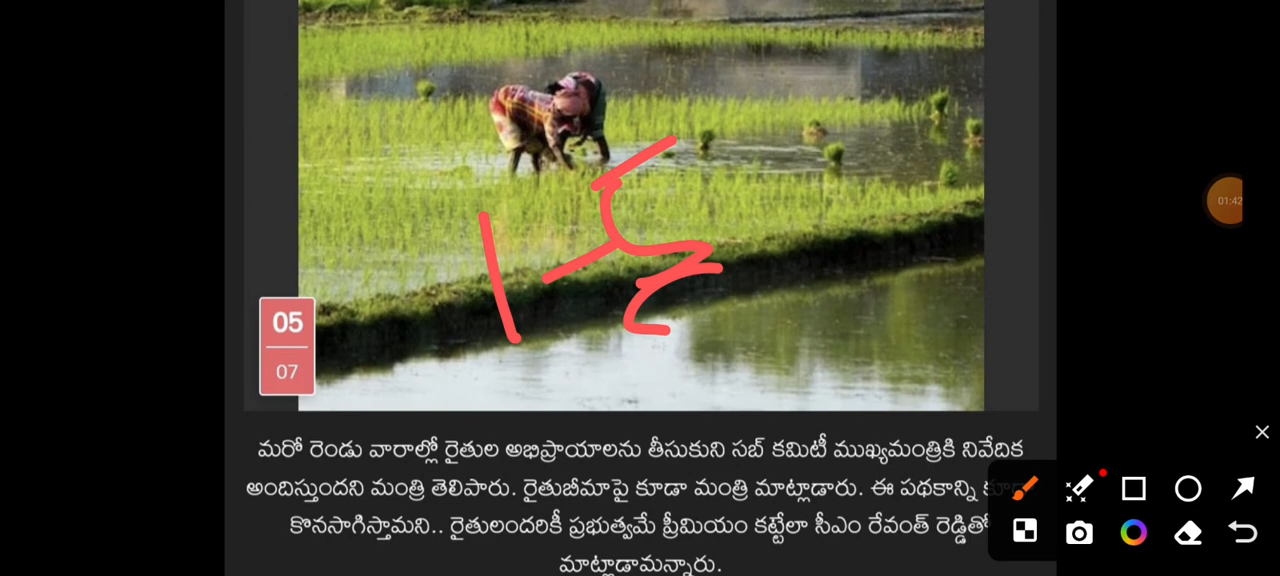 01:42
05
07
మరో రెండు వారాల్లో రైతుల అభిప్రాయాలను తీసుకుని సబ్ కమిటీ ముఖ్యమంత్రికి నివేదిక
అందిస్తుందని మంత్రి తెలిపారు. రైతుబీమాపై కూడా మంత్రి మాట్లాడారు. ఈ పథకాన్ని కూడా
కొనసాగిస్తామని.. రైతులందరికీ ప్రభుత్వమే ప్రీమియం కట్టేలా సీఎం రేవంత్ రెడ్డితో
మాట్లాడామన్నారు.